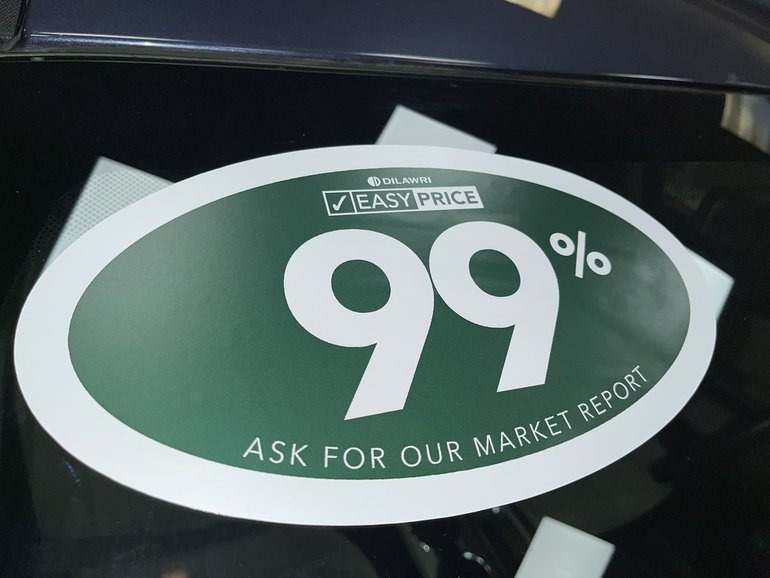 DILAWRI
✓ EASY PRICE
99%
ASK FOR OUR MARKET REPORT